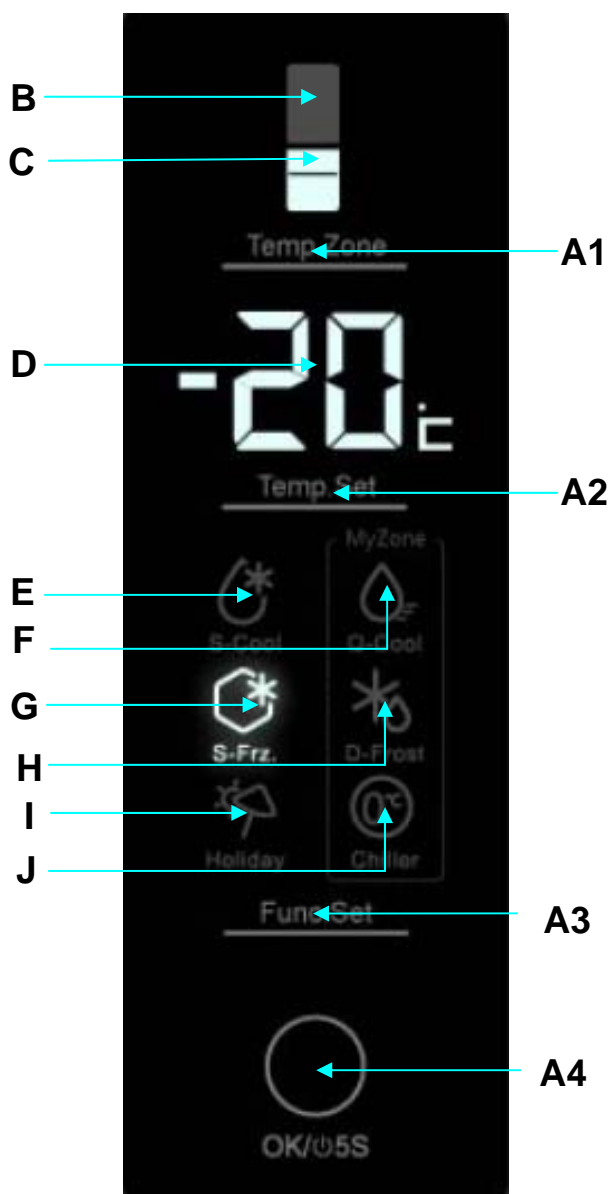 B
C
Temp Zone
A1
D
-20℃
Temp Set
A2
MyZone
E
S-Cool
Q-Cool
F
G
S-Frz.
D-Frost
H
0℃
I
Holiday
Chiller
J
Func Set
A3
A4
OK/⏻5S